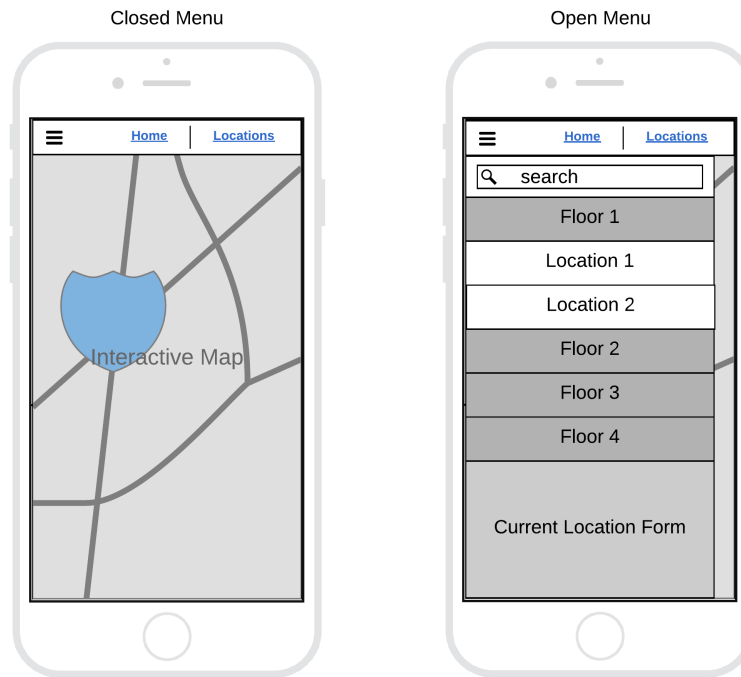 Closed Menu
Home
Locations
Interactive Map
Open Menu
Home
Locations
search
Floor 1
Location 1
Location 2
Floor 2
Floor 3
Floor 4
Current Location Form